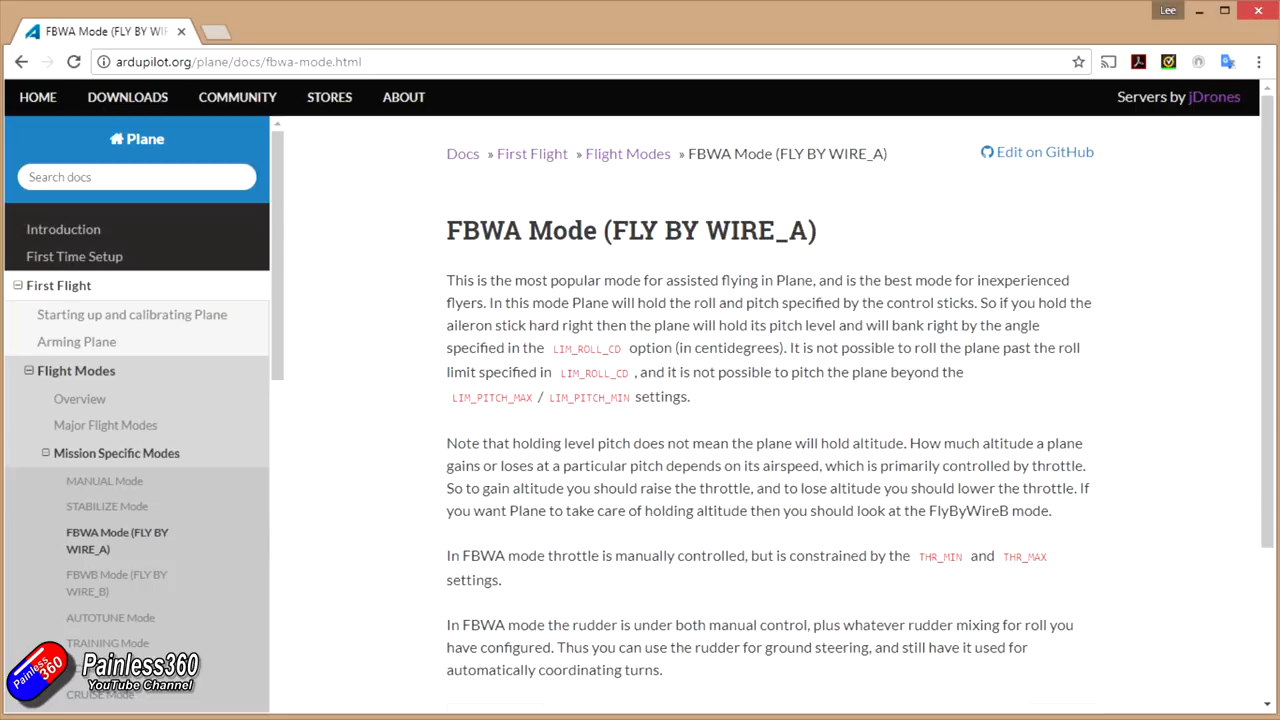 Lee
FBWA Mode (FLY BY WIR
ardupilot.org/plane/docs/fbwa-mode.html
HOME DOWNLOADS COMMUNITY STORES ABOUT Servers by jDrones
Plane
Search docs
Introduction
First Time Setup
First Flight
Starting up and calibrating Plane
Arming Plane
Flight Modes
Overview
Major Flight Modes
Mission Specific Modes
MANUAL Mode
STABILIZE Mode
FBWA Mode (FLY BY
WIRE_A)
FBWB Mode (FLY BY
WIRE_B)
AUTOTUNE Mode
TRAINING Mode
CRUISE Mode
Docs » First Flight » Flight Modes » FBWA Mode (FLY BY WIRE_A) Edit on GitHub
FBWA Mode (FLY BY WIRE_A)
This is the most popular mode for assisted flying in Plane, and is the best mode for inexperienced
flyers. In this mode Plane will hold the roll and pitch specified by the control sticks. So if you hold the
aileron stick hard right then the plane will hold its pitch level and will bank right by the angle
specified in the LIM_ROLL_CD option (in centidegrees). It is not possible to roll the plane past the roll
limit specified in LIM_ROLL_CD , and it is not possible to pitch the plane beyond the
LIM_PITCH_MAX / LIM_PITCH_MIN settings.
Note that holding level pitch does not mean the plane will hold altitude. How much altitude a plane
gains or loses at a particular pitch depends on its airspeed, which is primarily controlled by throttle.
So to gain altitude you should raise the throttle, and to lose altitude you should lower the throttle. If
you want Plane to take care of holding altitude then you should look at the FlyByWireB mode.
In FBWA mode throttle is manually controlled, but is constrained by the THR_MIN and THR_MAX
settings.
In FBWA mode the rudder is under both manual control, plus whatever rudder mixing for roll you
have configured. Thus you can use the rudder for ground steering, and still have it used for
automatically coordinating turns.
Painless
360
Painless360
YouTube Channel